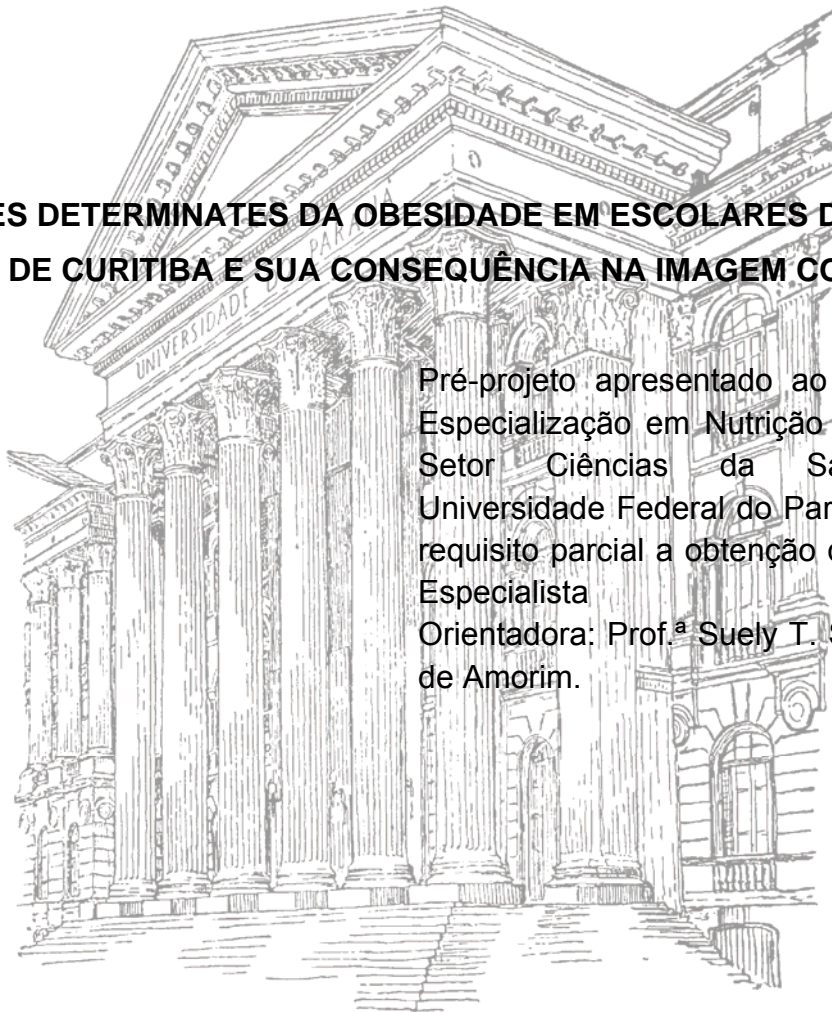 ES DETERMINATES DA OBESIDADE EM ESCOLARES D
DE CURITIBA E SUA CONSEQUÊNCIA NA IMAGEM CO
UNIVERSIDADE DO PARANÁ
Pré-projeto apresentado ao
Especialização em Nutrição
Setor Ciências da Sa
Universidade Federal do Par
requisito parcial a obtenção
Especialista
Orientadora: Prof.ª Suely T. S
de Amorim.